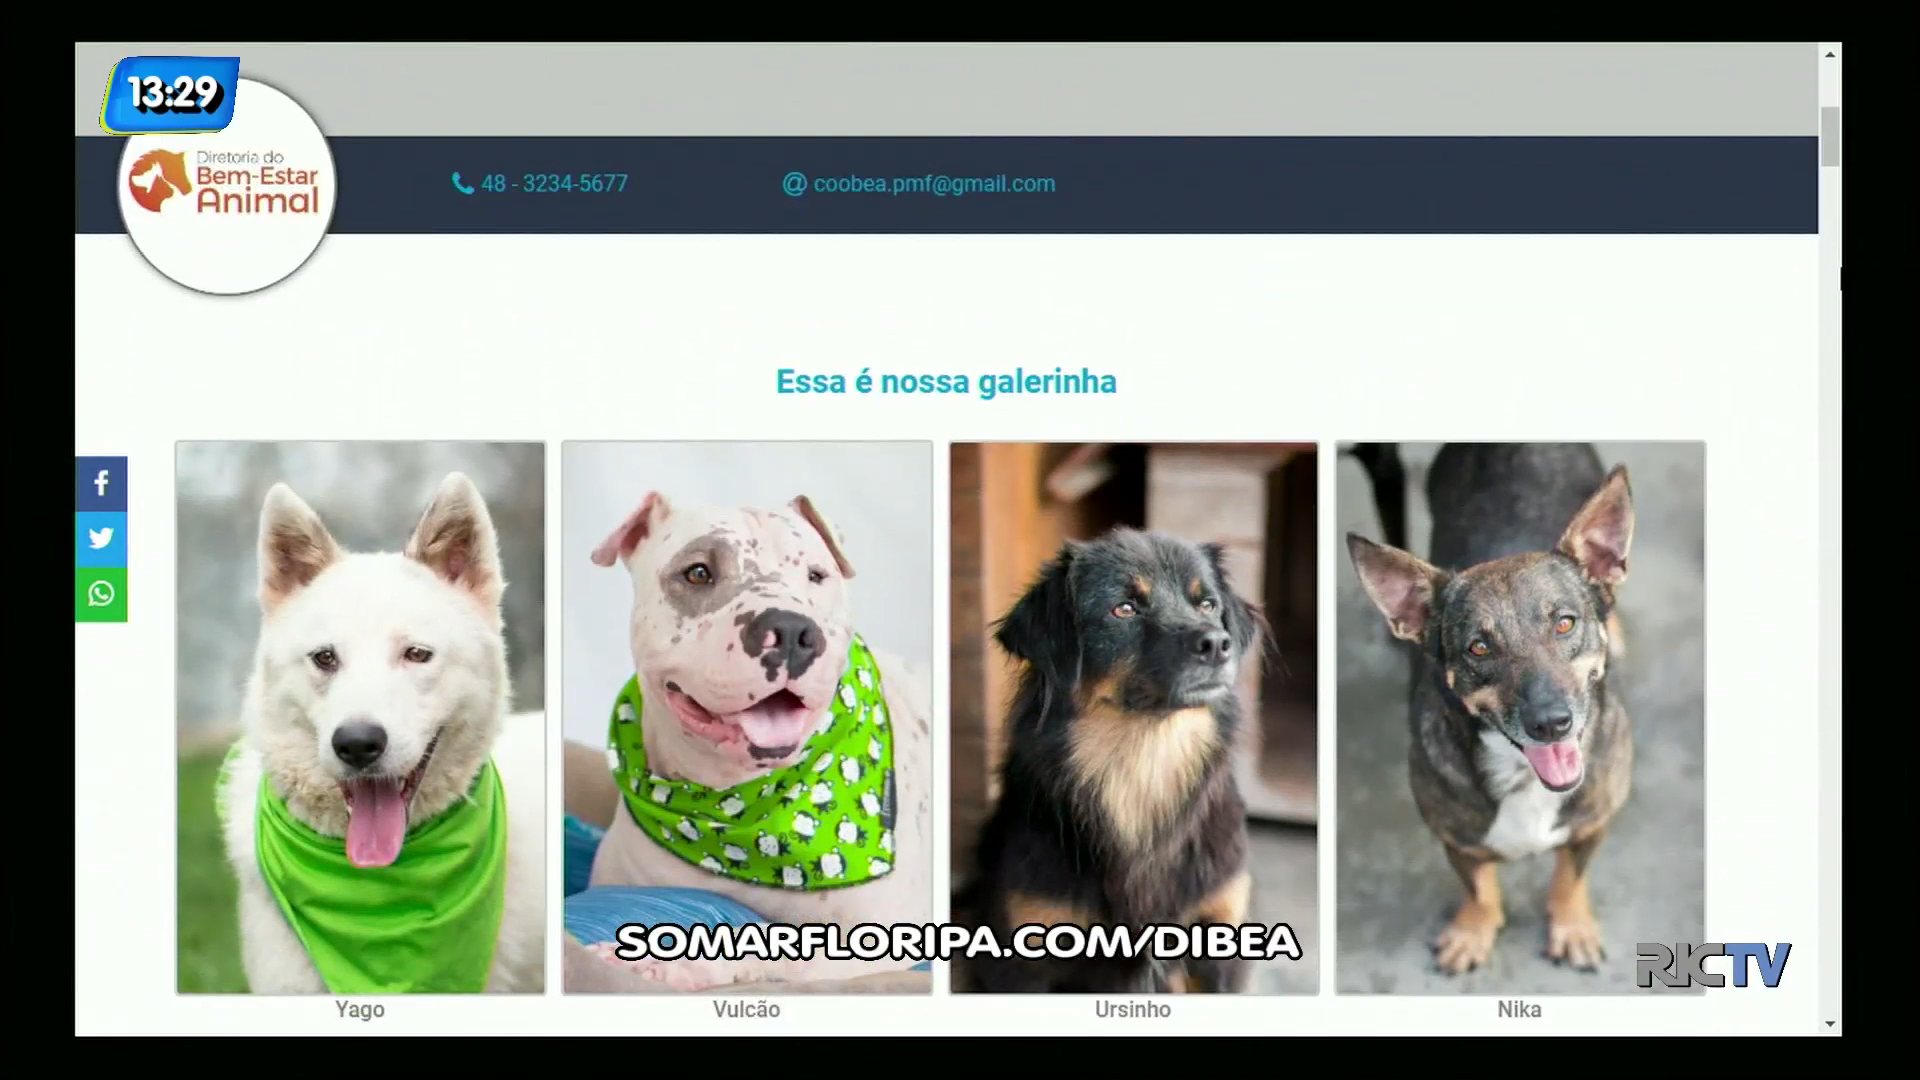 13:29
Diretoria do
Bem-Estar
Animal
48 - 3234-5677
@ coobea.pmf@gmail.com
Essa é nossa galerinha
SOMARFLORIPA.COM/DIBEA
RICTV
Yago
Vulcão
Ursinho
Nika